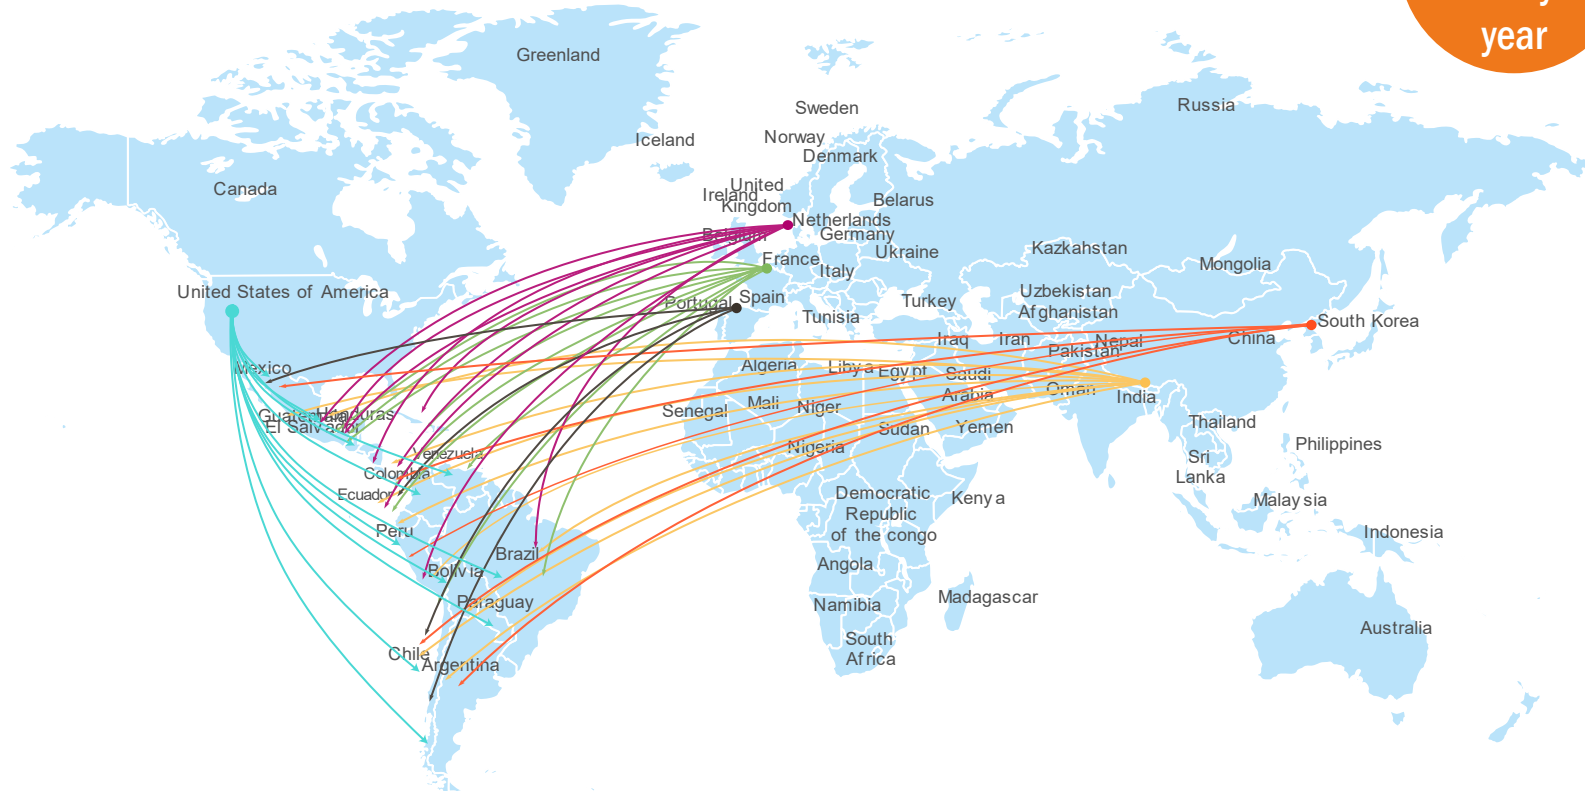 year
Greenland
Russia
Sweden
Iceland
Norway
Denmark
Canada
United
Kingdom
Ireland
Belarus
Netherlands
Belgium
Germany
Kazakhstan
Ukraine
France
Italy
Mongolia
United States of America
Portugal
Spain
Uzbekistan
Afghanistan
Turkey
Tunisia
South Korea
Iraq
Iran
Nepal
China
Pakistan
Mexico
Algeria
Libya
Egypt
Saudi
Arabia
Oman
India
Guatemala
Honduras
El Salvador
Senegal
Mali
Niger
Sudan
Yemen
Thailand
Nigeria
Philippines
Venezuela
Colombia
Sri
Lanka
Ecuador
Democratic
Republic
of the congo
Kenya
Malaysia
Peru
Indonesia
Brazil
Bolivia
Angola
Paraguay
Namibia
Madagascar
South
Africa
Australia
Chile
Argentina